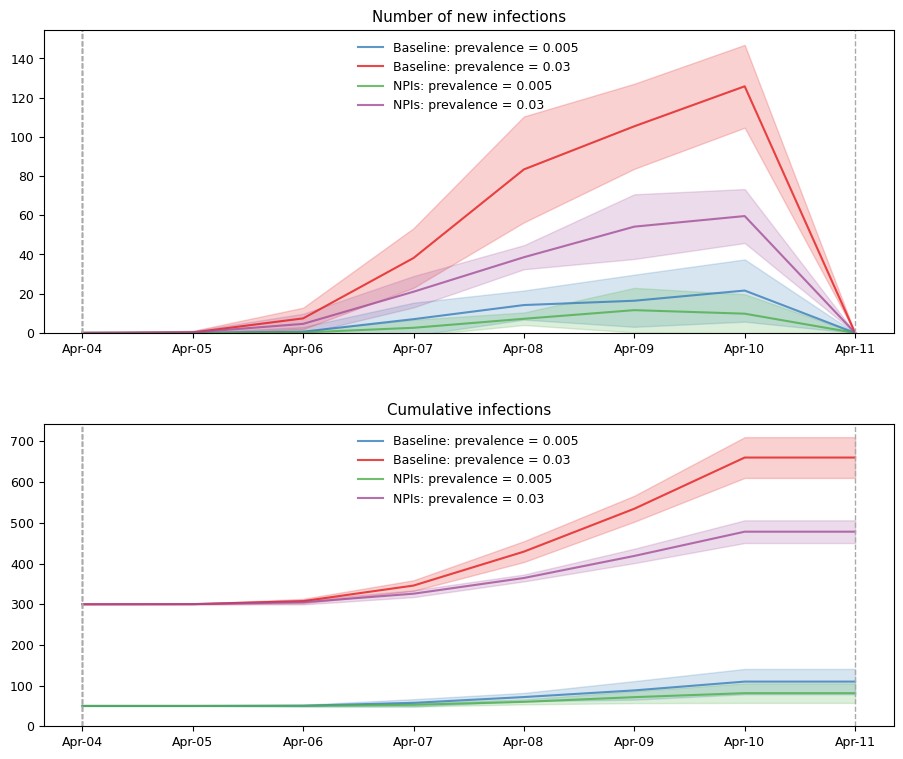 Number of new infections
Baseline: prevalence = 0.005
Baseline: prevalence = 0.03
NPIs: prevalence = 0.005
NPIs: prevalence = 0.03
140
120
100
80
60
40
20
0
Apr-04 Apr-05 Apr-06 Apr-07 Apr-08 Apr-09 Apr-10 Apr-11
Cumulative infections
Baseline: prevalence = 0.005
Baseline: prevalence = 0.03
NPIs: prevalence = 0.005
NPIs: prevalence = 0.03
700
600
500
400
300
200
100
0
Apr-04 Apr-05 Apr-06 Apr-07 Apr-08 Apr-09 Apr-10 Apr-11